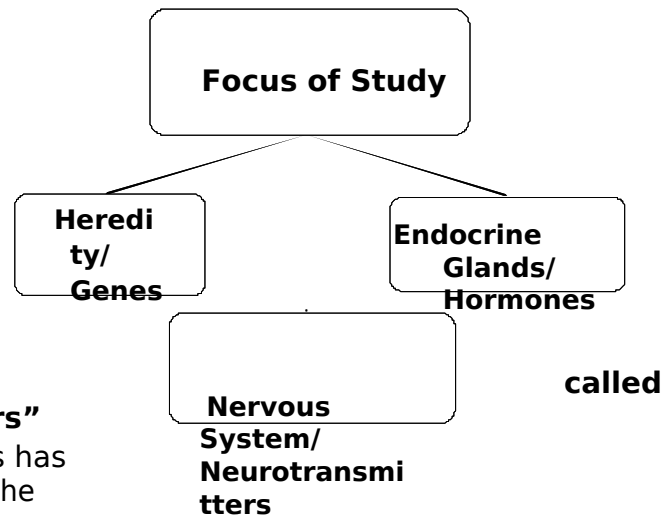 Focus of Study
Heredi
ty/
Genes
Endocrine
Glands/
Hormones
called
Nervous
System/
Neurotransmi
tters
rs”
s has
he